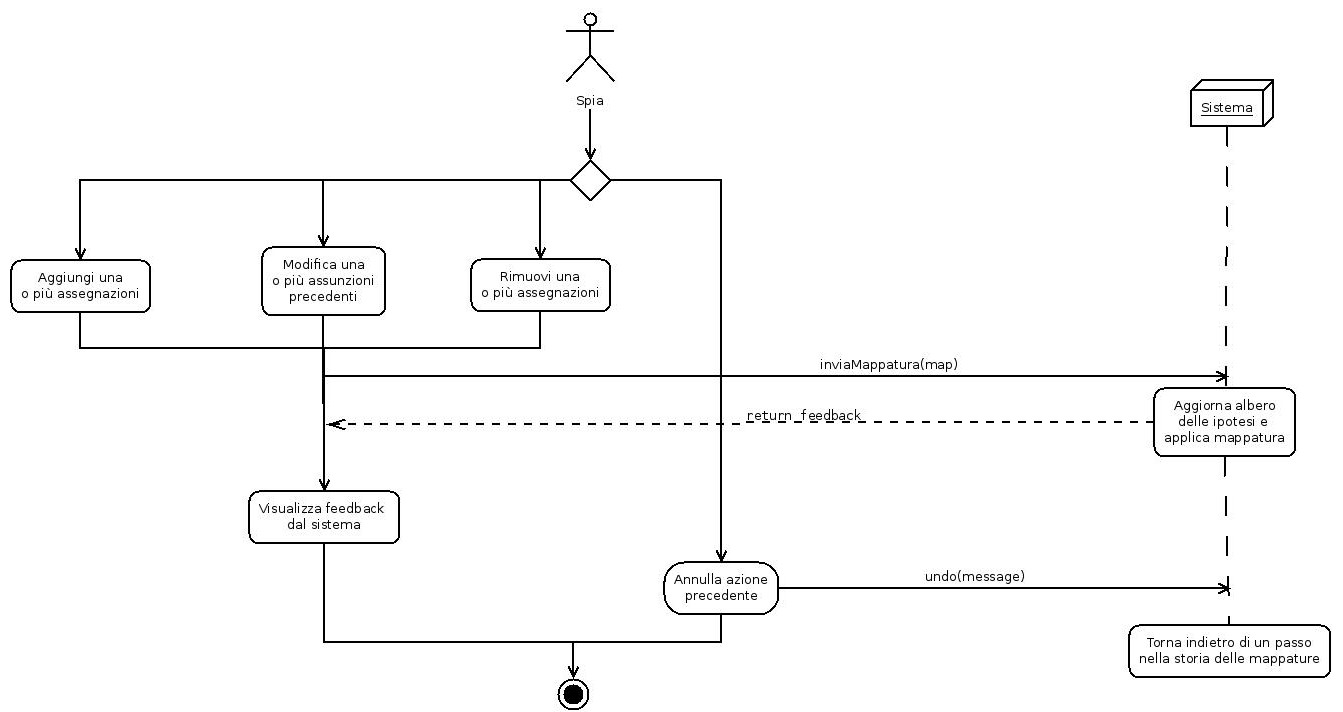 Spia
Sistema
Aggiungi una
o più assegnazioni
Modifica una
o più assunzioni
precedenti
Rimuovi una
o più assegnazioni
inviaMappatura(map)
Aggiorna albero
delle ipotesi e
applica mappatura
return feedback
Visualizza feedback
dal sistema
Annulla azione
precedente
undo(message)
Torna indietro di un passo
nella storia delle mappature